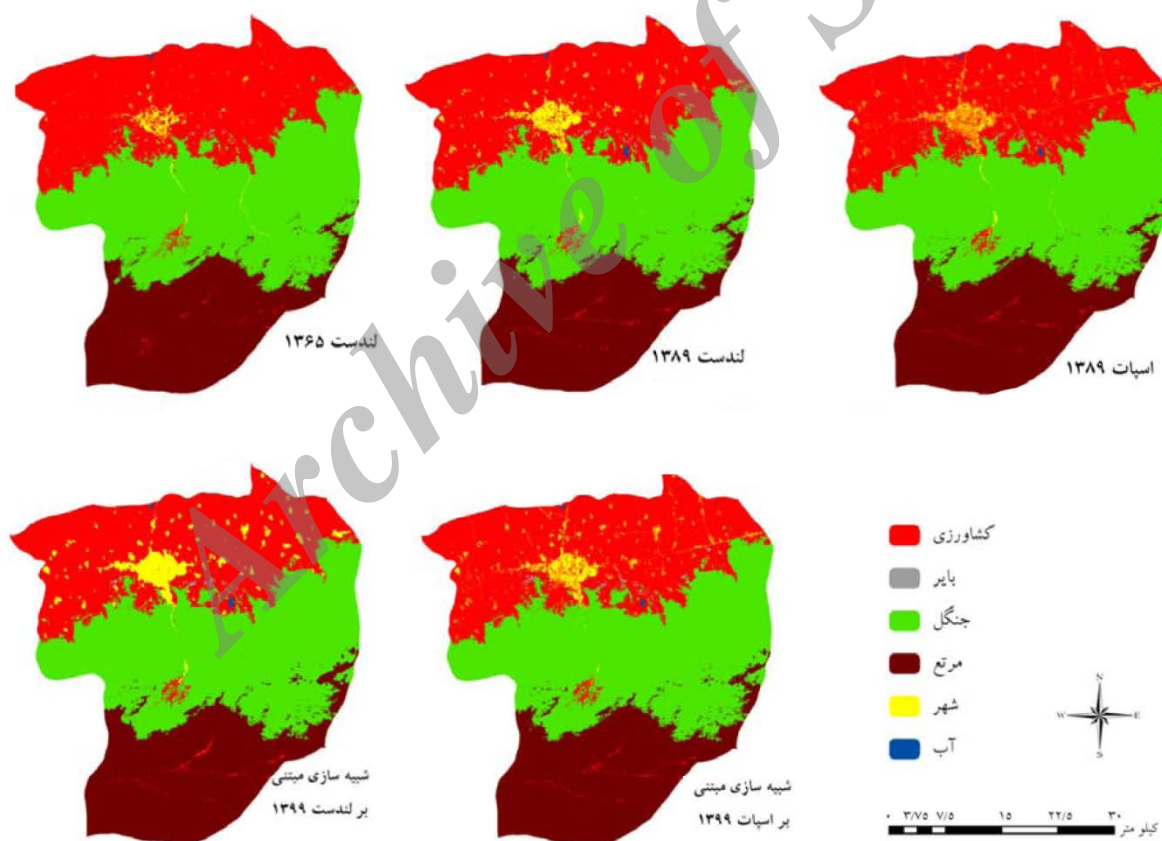 Archive of S
لندست ۱۳۶۵
لندست ۱۳۸۹
اسپات ۱۳۸۹
شبیه سازی مبتنی
بر لندست ۱۳۹۹
شبیه سازی مبتنی
بر اسپات ۱۳۹۹
کشاورزی
بایر
جنگل
مرتع
شهر
آب
N
W E
S
۰ ۳/۷۵ ۷/۵ ۱۵ ۲۲/۵ ۳۰
کیلو متر